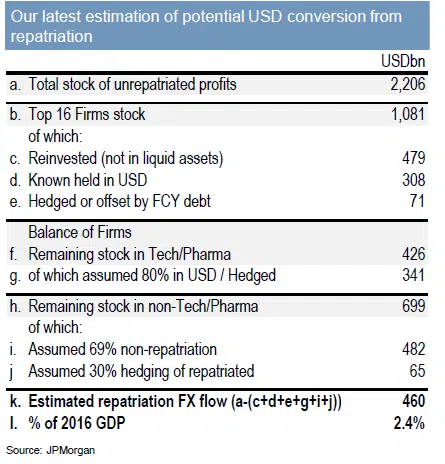 Our latest estimation of potential USD conversion from
repatriation
USDbn
a. Total stock of unrepatriated profits 2,206
b. Top 16 Firms stock 1,081
of which:
c. Reinvested (not in liquid assets) 479
d. Known held in USD 308
e. Hedged or offset by FCY debt 71
Balance of Firms
f. Remaining stock in Tech/Pharma 426
g. of which assumed 80% in USD / Hedged 341
h. Remaining stock in non-Tech/Pharma 699
of which:
i. Assumed 69% non-repatriation 482
j Assumed 30% hedging of repatriated 65
k. Estimated repatriation FX flow (a-(c+d+e+g+i+j)) 460
l. % of 2016 GDP 2.4%
Source: JPMorgan